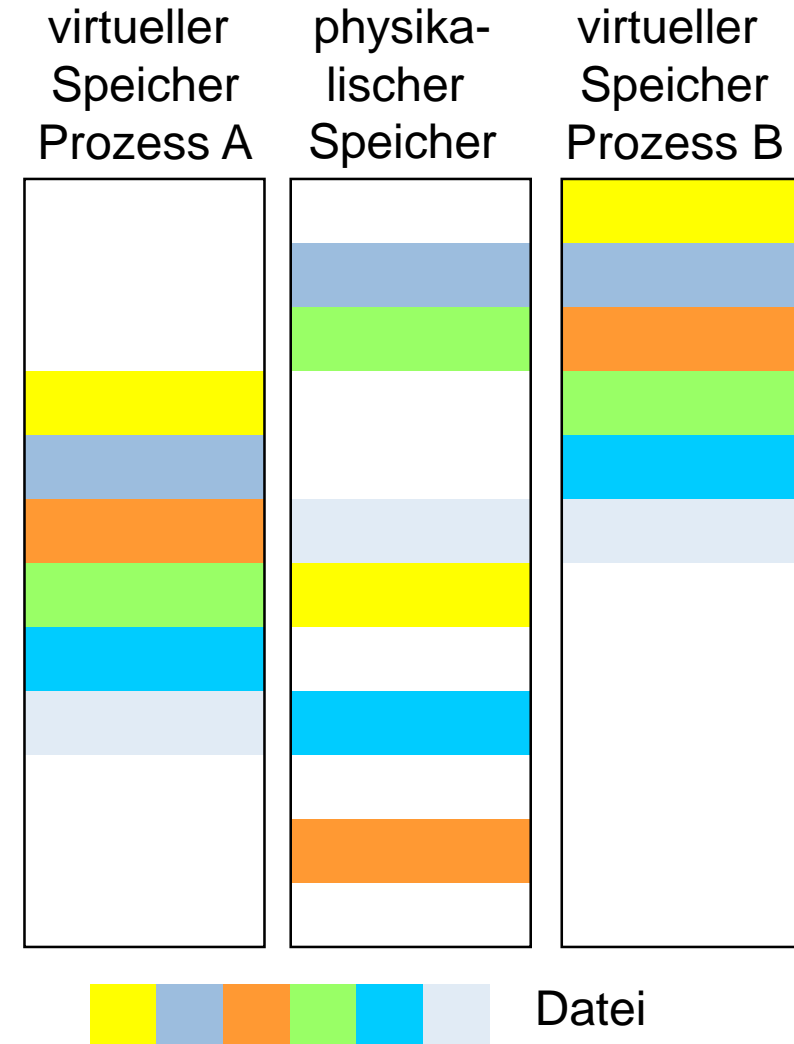 virtueller
Speicher
Prozess A
physika-
lischer
Speicher
virtueller
Speicher
Prozess B
Datei